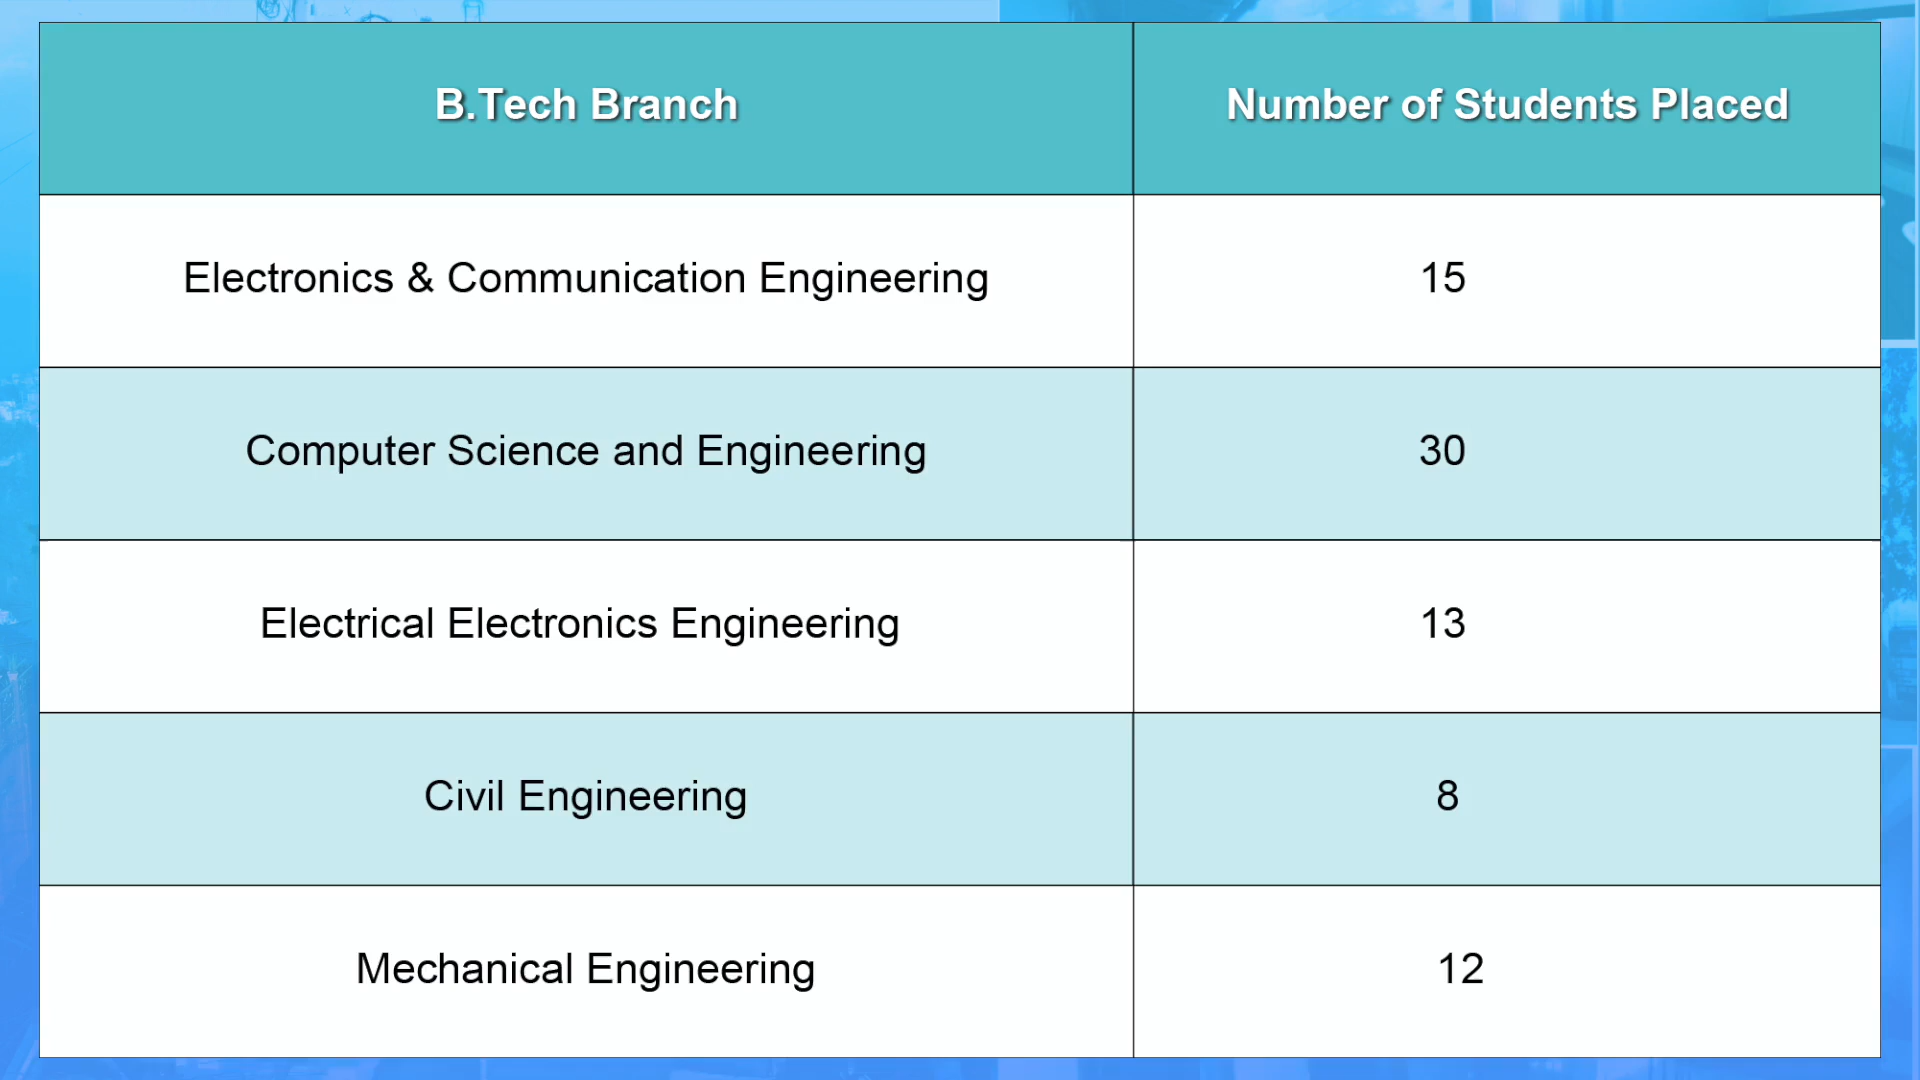 B.Tech Branch Number of Students Placed
Electronics & Communication Engineering 15
Computer Science and Engineering 30
Electrical Electronics Engineering 13
Civil Engineering 8
Mechanical Engineering 12